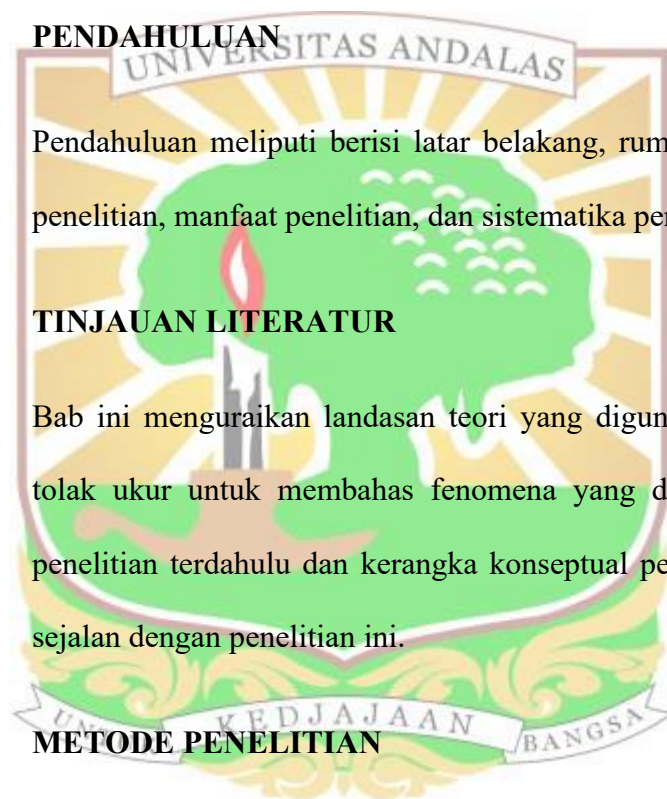 PENDAHULUAN
UNIVERSITAS ANDALAS
Pendahuluan meliputi berisi latar belakang, rum
penelitian, manfaat penelitian, dan sistematika pe
TINJAUAN LITERATUR
Bab ini menguraikan landasan teori yang digun
tolak ukur untuk membahas fenomena yang d
penelitian terdahulu dan kerangka konseptual pe
sejalan dengan penelitian ini.
KEDJAJAAN BANGSA
METODE PENELITIAN